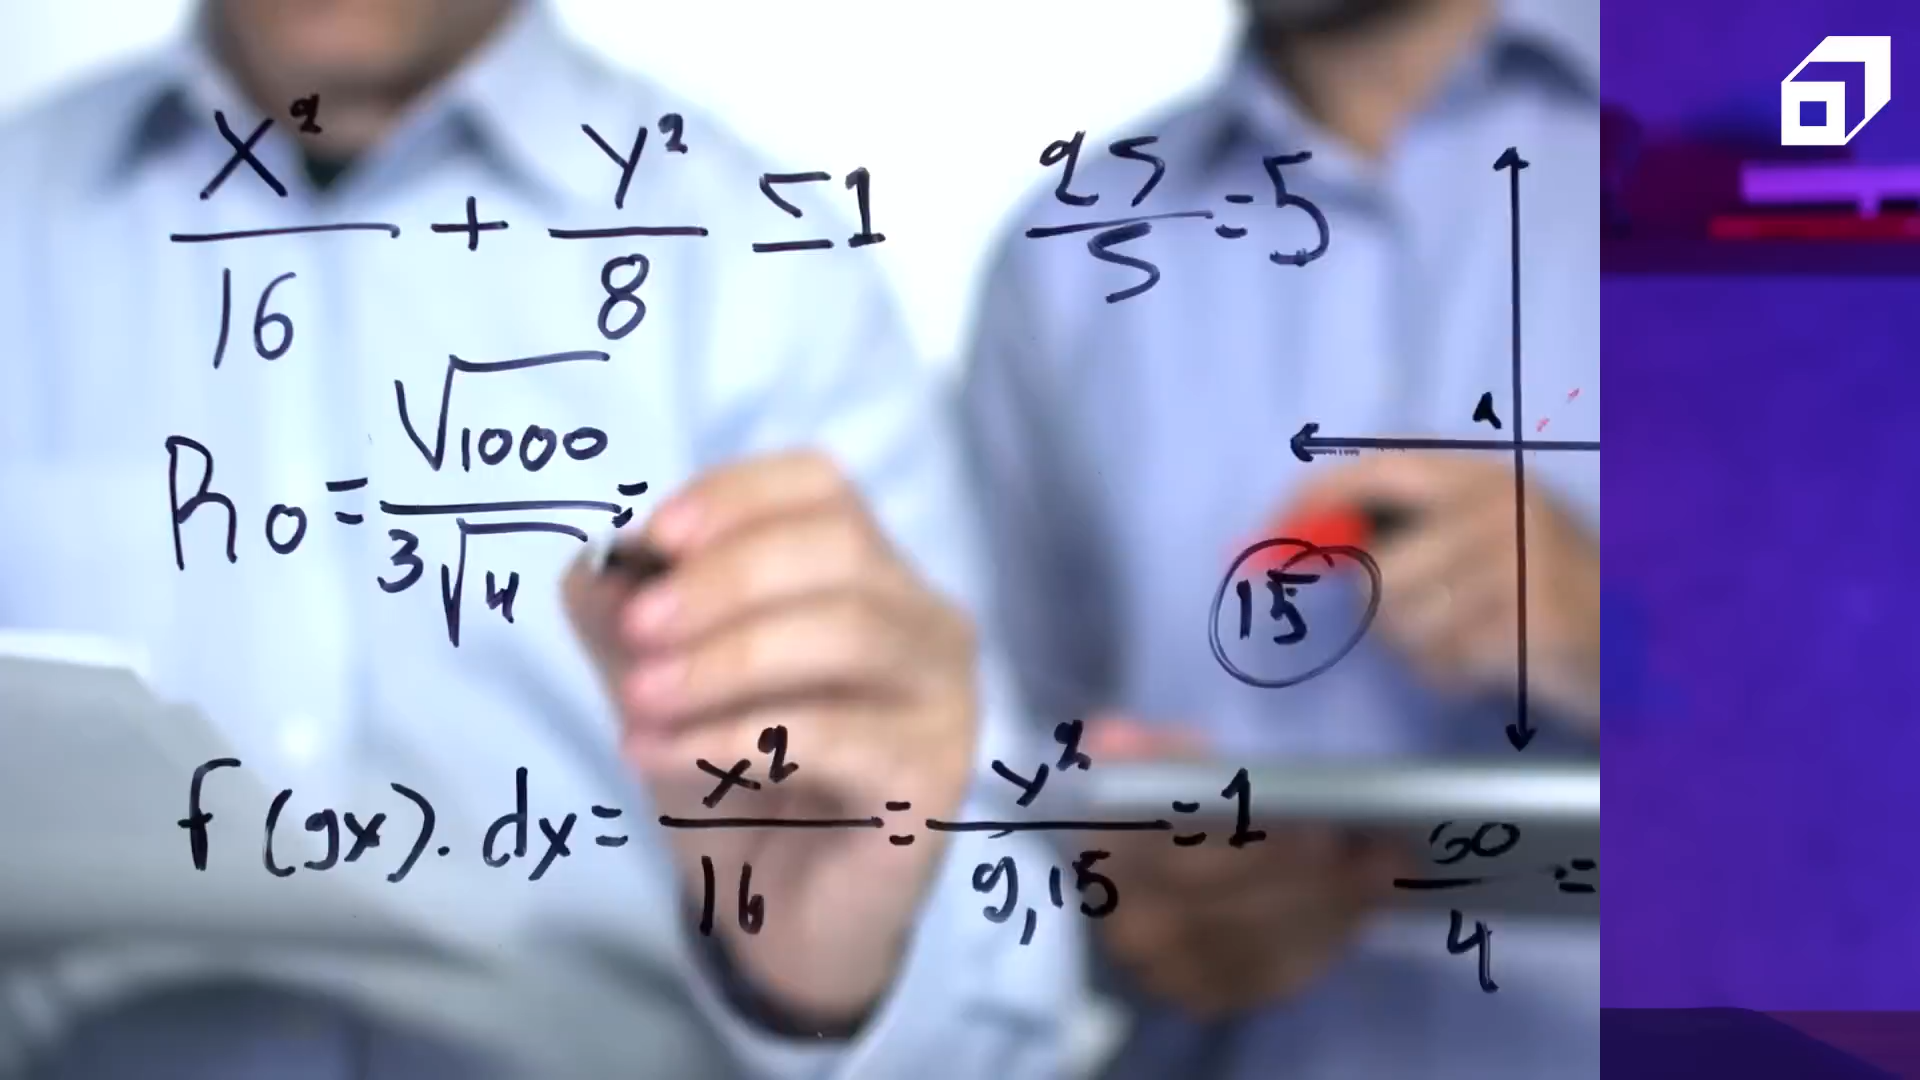 x²/16 + y²/8 ≤ 1
25/5 = 5
Ro = √1000/3√4 =
15
f(gx). dx = x²/16 = y²/9,15 = 1
/4 =